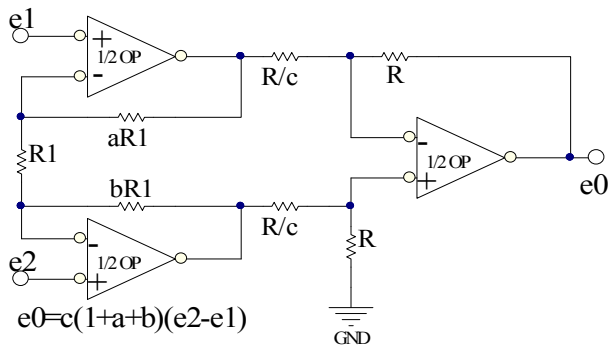 e1
+
-
1/2 OP
R/c
R
aR1
R1
-
+
1/2 OP
e0
bR1
R/c
R
e2
-
+
1/2 OP
e0=c(1+a+b)(e2-e1)
GND